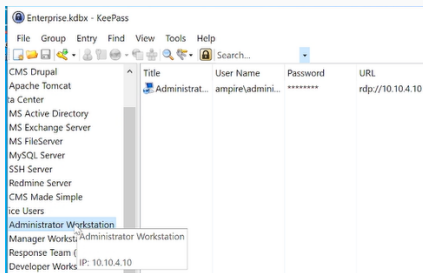 Enterprise.kdbx - KeePass
File Group Entry Find View Tools Help
Search...
Title User Name Password URL
Administrat... ampire\admini... ******** rdp://10.10.4.10
CMS Drupal
Apache Tomcat
ta Center
MS Active Directory
MS Exchange Server
MS FileServer
MySQL Server
SSH Server
Redmine Server
CMS Made Simple
ice Users
Administrator Workstation
Manager Worksta
Administrator Workstation
Response Team (
IP: 10.10.4.10
Developer Works